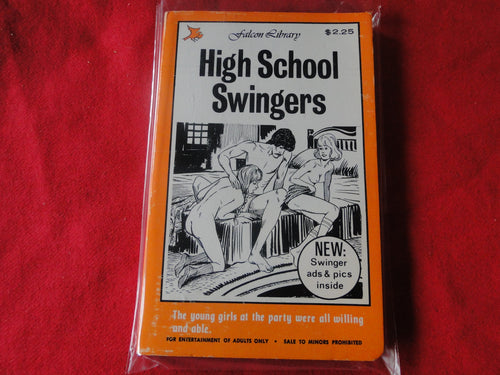 Falcon Library
$2.25
High School
Swingers
NEW:
Swinger
ads & pics
inside
The young girls at the party were all willing
and able.
FOR ENTERTAINMENT OF ADULTS ONLY • SALE TO MINORS PROHIBITED